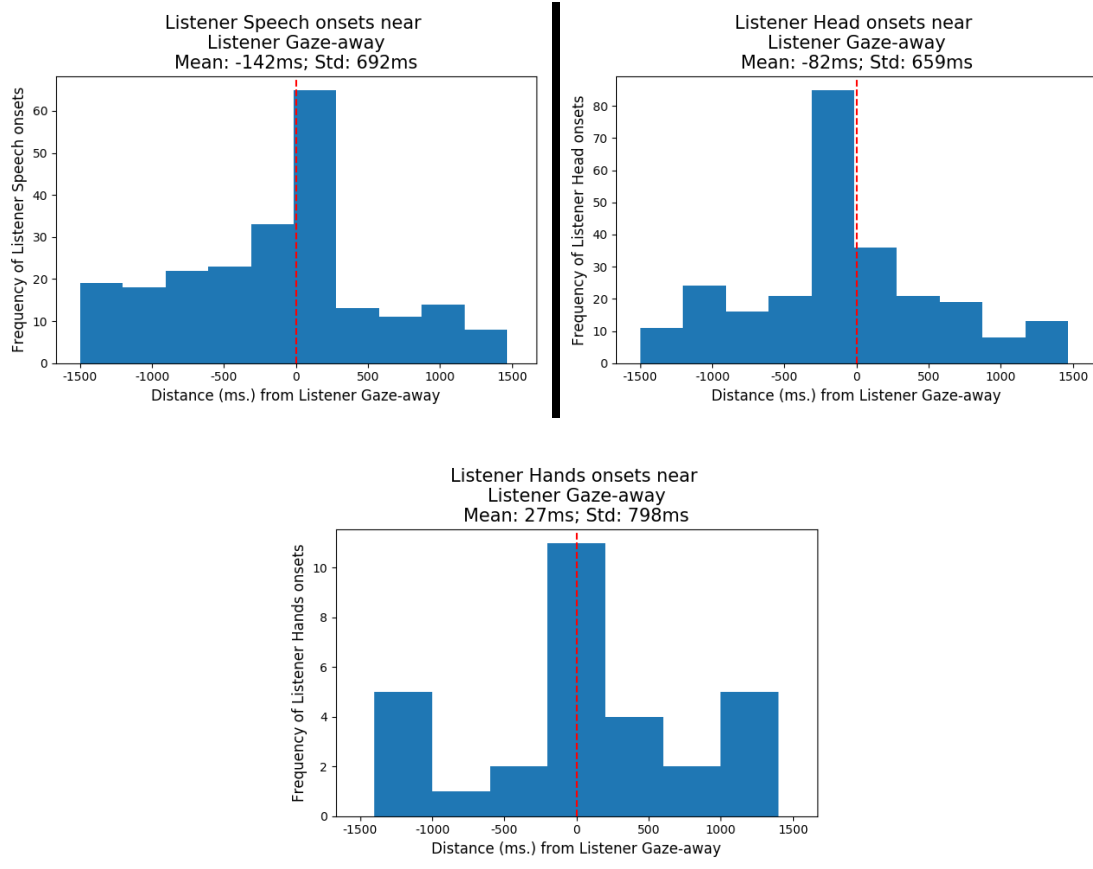 Listener Speech onsets near
Listener Gaze-away
Mean: -142ms; Std: 692ms
Frequency of Listener Speech onsets
60
50
40
30
20
10
0
-1500 -1000 -500 0 500 1000 1500
Distance (ms.) from Listener Gaze-away
Listener Head onsets near
Listener Gaze-away
Mean: -82ms; Std: 659ms
Frequency of Listener Head onsets
80
70
60
50
40
30
20
10
0
-1500 -1000 -500 0 500 1000 1500
Distance (ms.) from Listener Gaze-away
Listener Hands onsets near
Listener Gaze-away
Mean: 27ms; Std: 798ms
Frequency of Listener Hands onsets
10
8
6
4
2
0
-1500 -1000 -500 0 500 1000 1500
Distance (ms.) from Listener Gaze-away